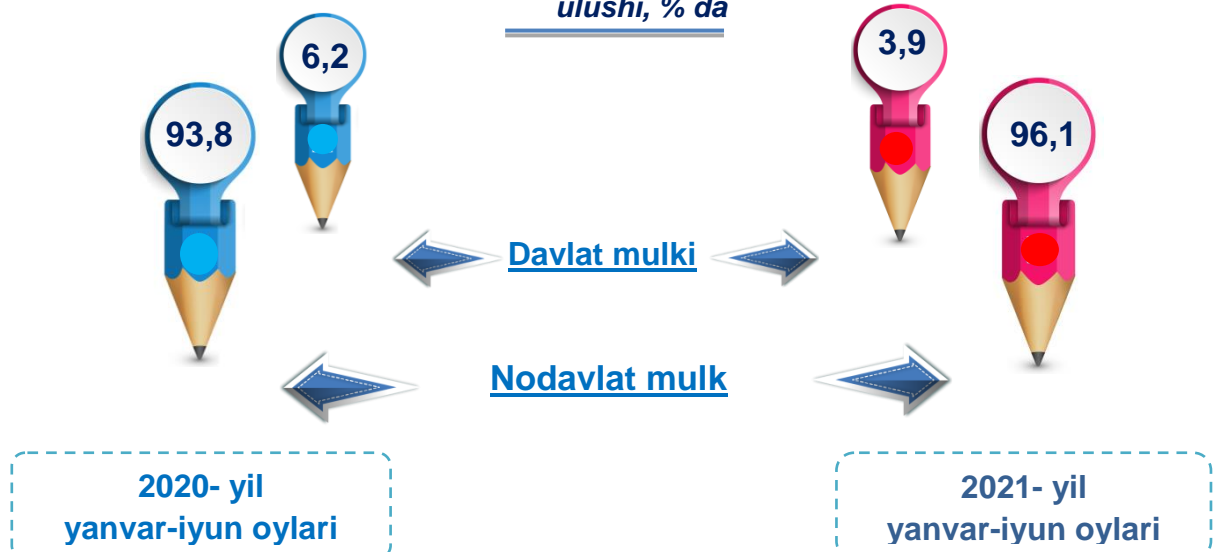 ulushi, % da
6,2
3,9
93,8
96,1
Davlat mulki
Nodavlat mulk
2020- yil
yanvar-iyun oylari
2021- yil
yanvar-iyun oylari